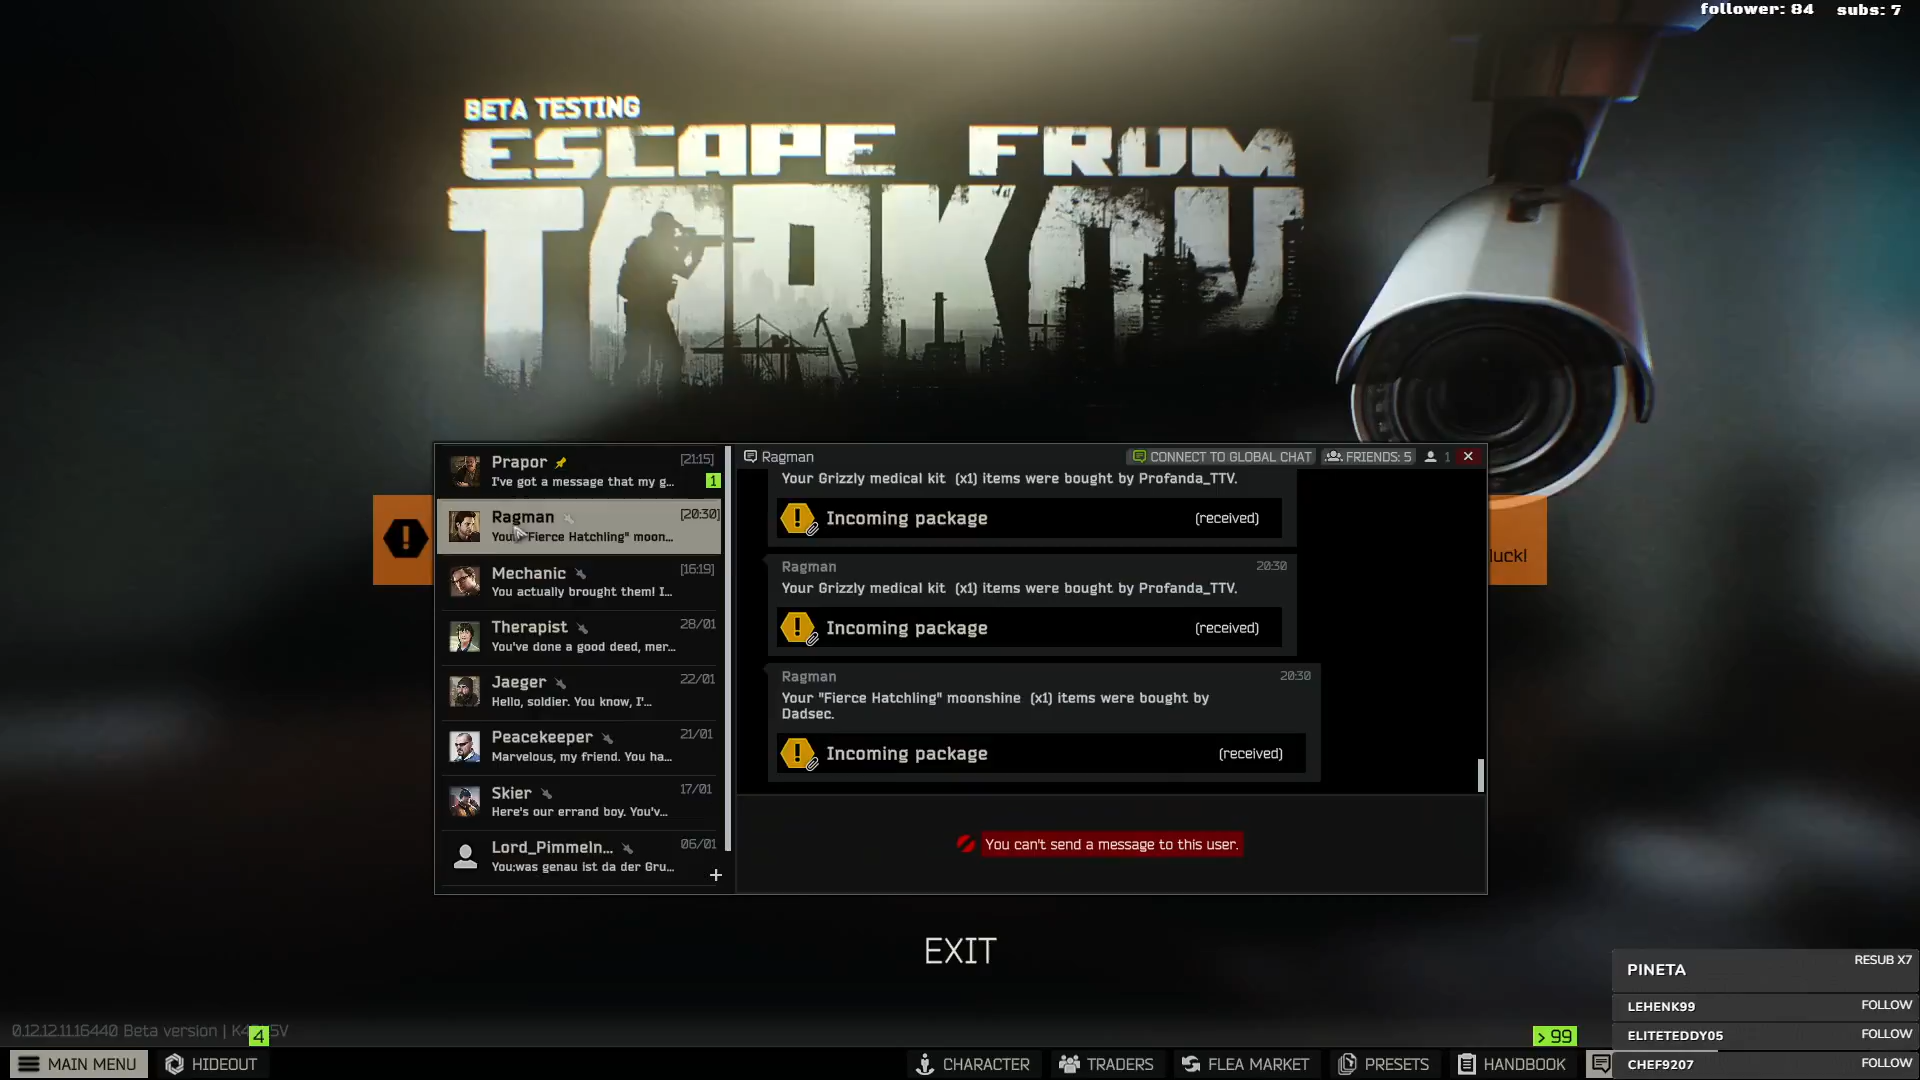 follower: 84 subs: 7
BETA TESTING
ESCAPE FROM
TARKOV
Prapor [21:15]
I've got a message that my g... 1
Ragman [20:30]
You "Fierce Hatchling" moon...
Mechanic [16:19]
You actually brought them! I...
Therapist 28/01
You've done a good deed, mer...
Jaeger 22/01
Hello, soldier. You know, I'...
Peacekeeper 21/01
Marvelous, my friend. You ha...
Skier 17/01
Here's our errand boy. You'v...
Lord_Pimmeln... 06/01
You:was genau ist da der Gru...
+
Ragman CONNECT TO GLOBAL CHAT FRIENDS: 5 1
Your Grizzly medical kit (x1) items were bought by Profanda_TTV.
Incoming package (received)
Ragman 20:30
Your Grizzly medical kit (x1) items were bought by Profanda_TTV.
Incoming package (received)
Ragman 20:30
Your "Fierce Hatchling" moonshine (x1) items were bought by
Dadsec.
Incoming package (received)
You can't send a message to this user.
luck!
EXIT
PINETA RESUB X7
LEHENK99 FOLLOW
ELITETEDDY05 FOLLOW
CHEF9207 FOLLOW
0.12.12.11.16440 Beta version |
4
> 99
MAIN MENU HIDEOUT CHARACTER TRADERS FLEA MARKET PRESETS HANDBOOK